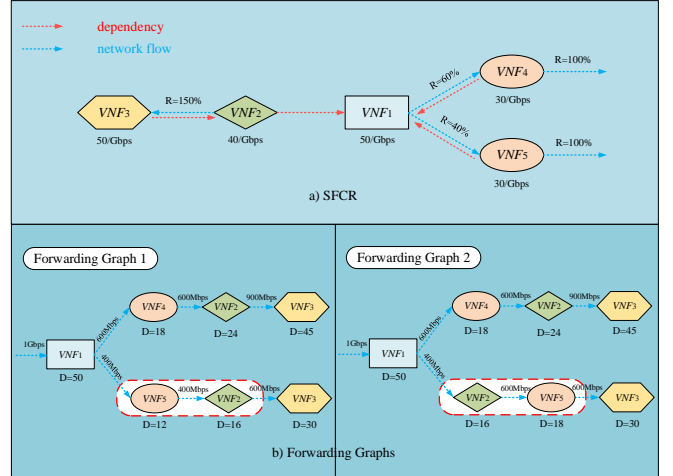 dependency
network flow
R=150%
VNF3
VNF2
VNF1
R=60%
VNF4
R=100%
R=40%
VNF5
R=100%
50/Gbps
40/Gbps
50/Gbps
30/Gbps
30/Gbps
a) SFCR
Forwarding Graph 1
1Gbps
VNF1
D=50
600Mbps
VNF4
D=18
600Mbps
VNF2
D=24
900Mbps
VNF3
D=45
400Mbps
VNF5
D=12
400Mbps
VNF2
D=16
600Mbps
VNF3
D=30
Forwarding Graph 2
1Gbps
VNF1
D=50
600Mbps
VNF4
D=18
600Mbps
VNF2
D=24
900Mbps
VNF3
D=45
400Mbps
VNF2
D=16
600Mbps
VNF5
D=18
600Mbps
VNF3
D=30
b) Forwarding Graphs